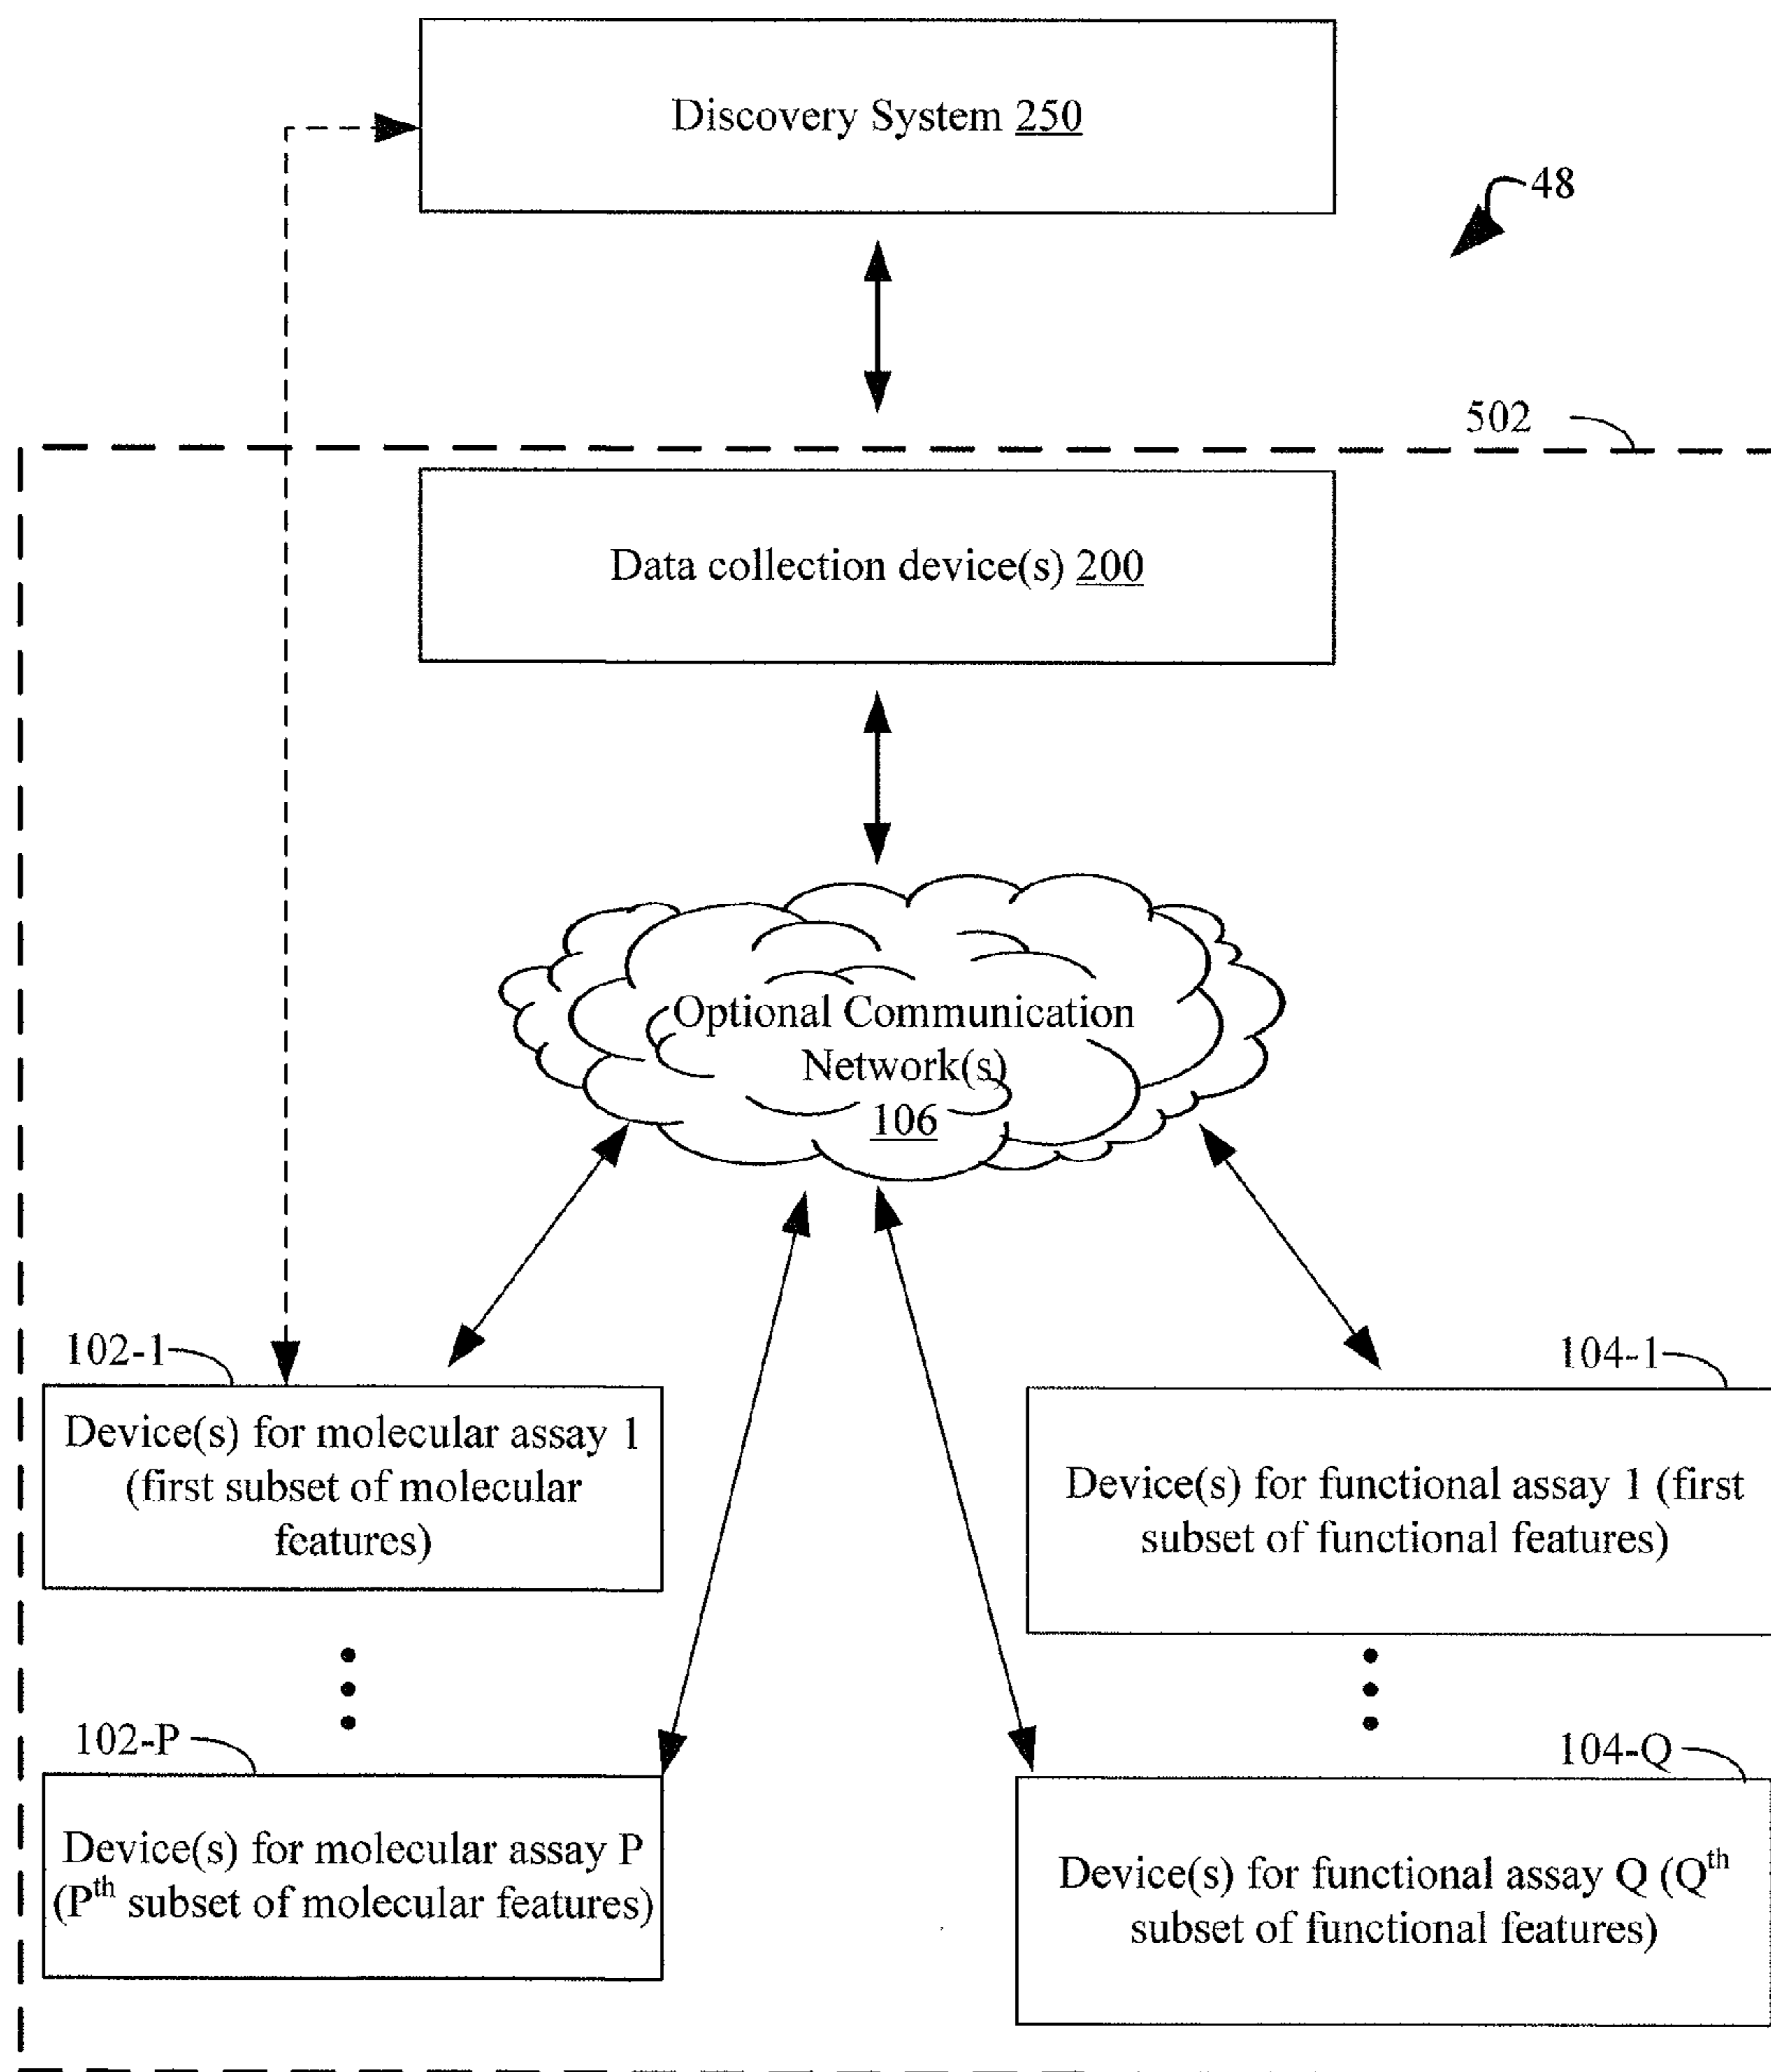 Discovery System 250
48
502
Data collection device(s) 200
Optional Communication
Network(s)
106
102-1
104-1
Device(s) for molecular assay 1
(first subset of molecular
features)
Device(s) for functional assay 1 (first
subset of functional features)
102-P
104-Q
Device(s) for molecular assay P
(Pth subset of molecular features)
Device(s) for functional assay Q (Qth
subset of functional features)